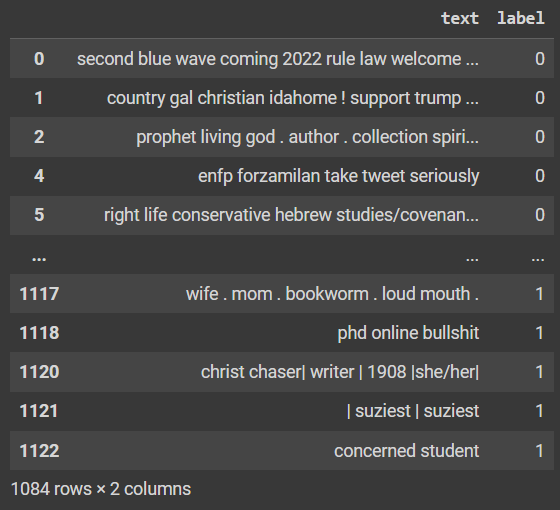 text label
0 second blue wave coming 2022 rule law welcome ... 0
1 country gal christian idahome ! support trump ... 0
2 prophet living god . author . collection spiri... 0
4 enfp forzamilan take tweet seriously 0
5 right life conservative hebrew studies/covenan... 0
... ... ...
1117 wife . mom . bookworm . loud mouth . 1
1118 phd online bullshit 1
1120 christ chaser| writer | 1908 |she/her| 1
1121 | suziest | suziest 1
1122 concerned student 1
1084 rows × 2 columns